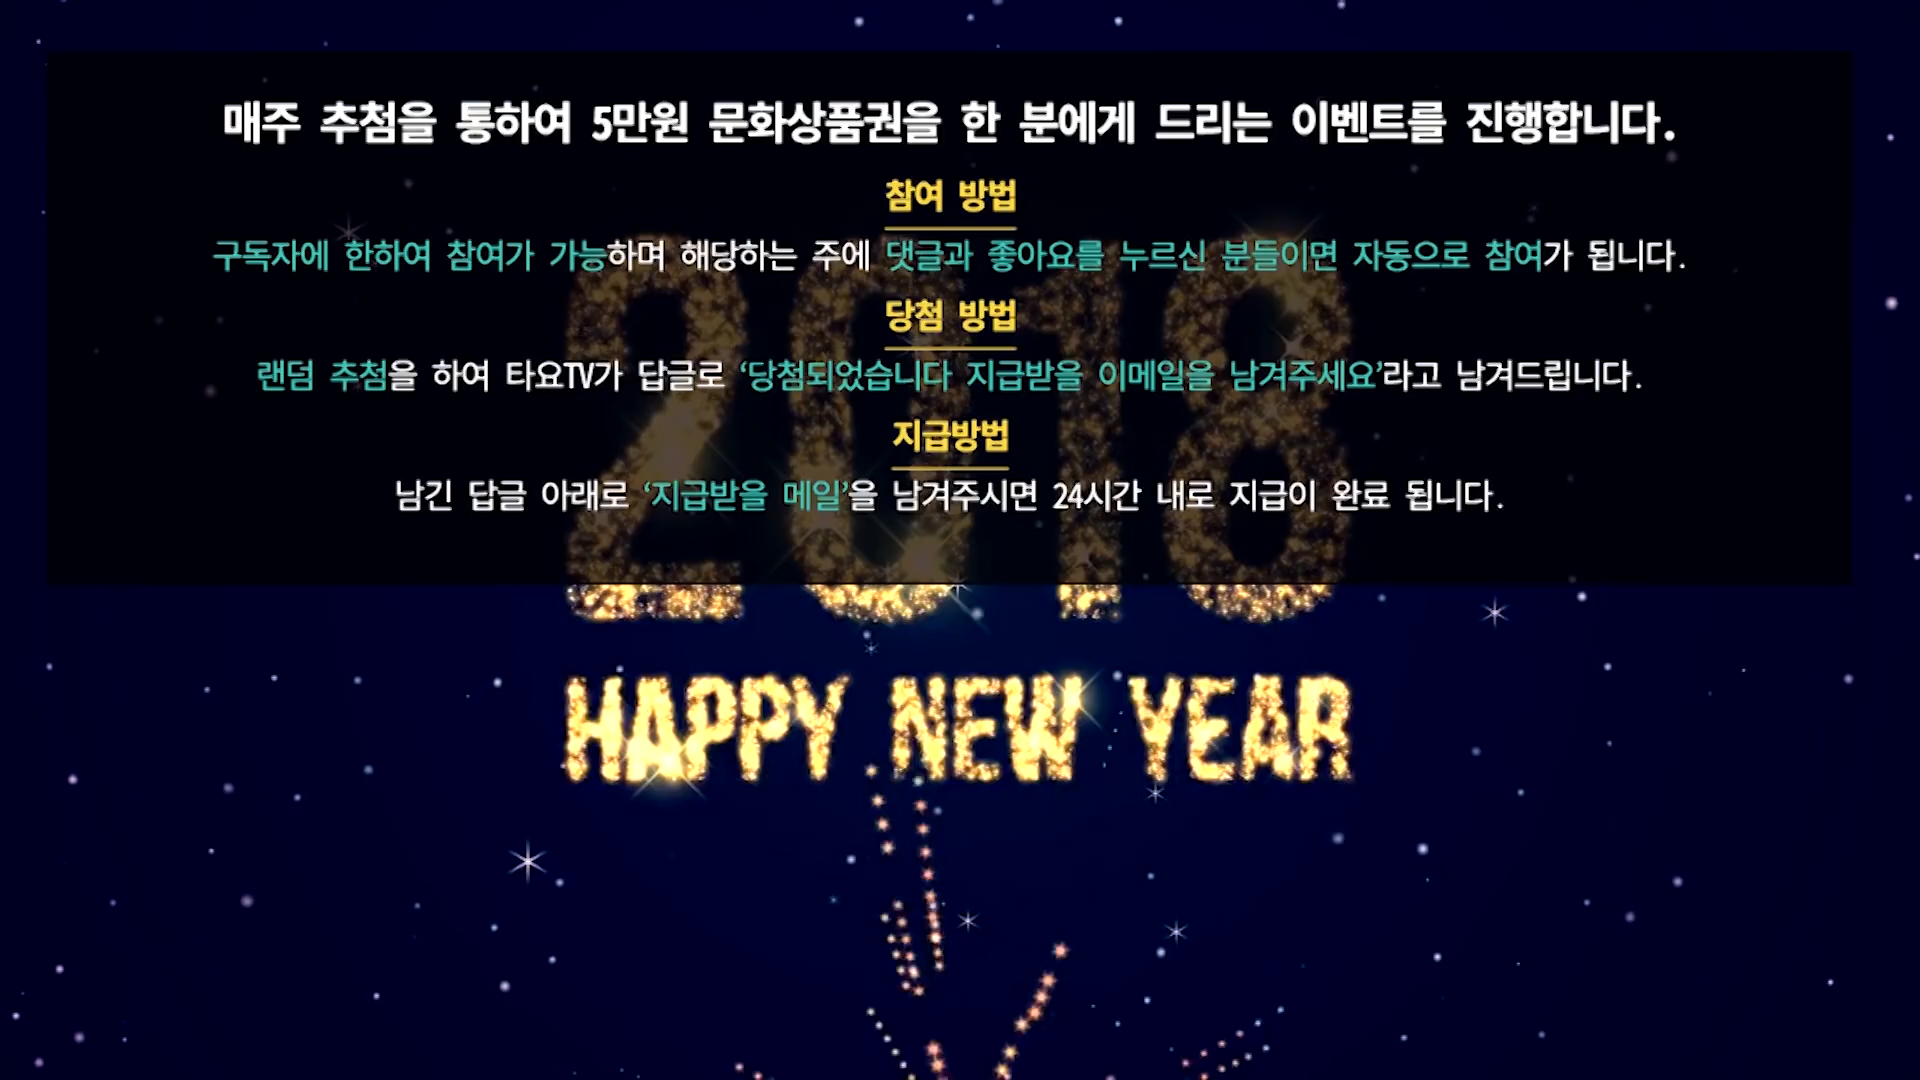 매주 추첨을 통하여 5만원 문화상품권을 한 분에게 드리는 이벤트를 진행합니다.
참여 방법
구독자에 한하여 참여가 가능하며 해당하는 주에 댓글과 좋아요를 누르신 분들이면 자동으로 참여가 됩니다.
당첨 방법
랜덤 추첨을 하여 타요TV가 답글로 ‘당첨되었습니다 지급받을 이메일을 남겨주세요’라고 남겨드립니다.
지급방법
남긴 답글 아래로 ‘지급받을 메일’을 남겨주시면 24시간 내로 지급이 완료 됩니다.
2018
HAPPY NEW YEAR